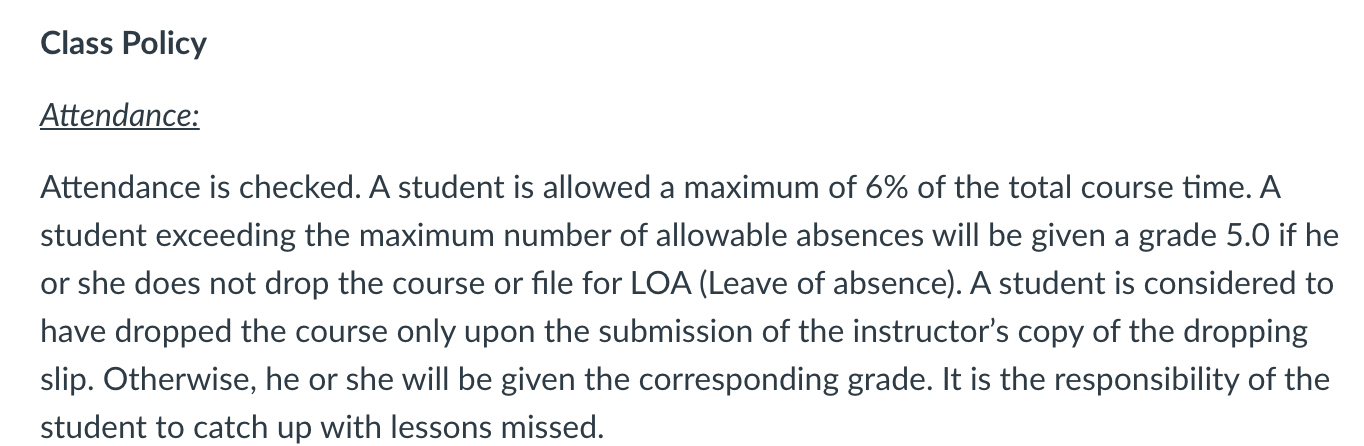 Class Policy
Attendance:
Attendance is checked. A student is allowed a maximum of 6% of the total course time. A
student exceeding the maximum number of allowable absences will be given a grade 5.0 if he
or she does not drop the course or file for LOA (Leave of absence). A student is considered to
have dropped the course only upon the submission of the instructor’s copy of the dropping
slip. Otherwise, he or she will be given the corresponding grade. It is the responsibility of the
student to catch up with lessons missed.